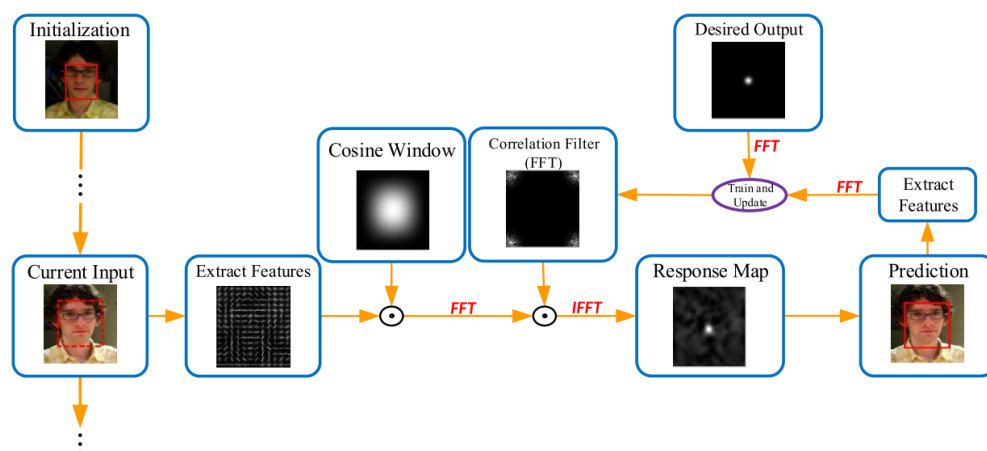 Initialization
Desired Output
FFT
Cosine Window
Correlation Filter
(FFT)
Train and
Update
FFT
Extract
Features
Current Input
Extract Features
FFT
IFFT
Response Map
Prediction